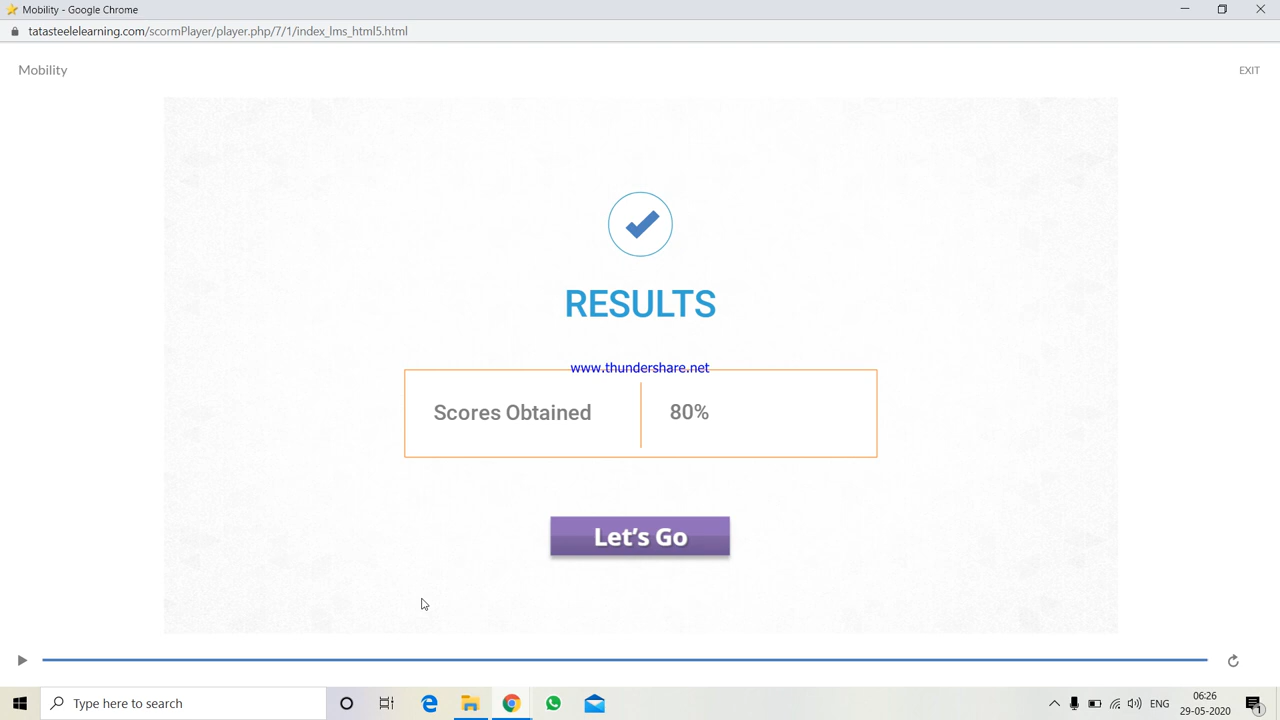 Mobility - Google Chrome
tatasteelelearning.com/scormPlayer/player.php/7/1/index_lms_html5.html
Mobility
EXIT
RESULTS
www.thundershare.net
Scores Obtained 80%
Let's Go
Type here to search
ENG
06:26
29-05-2020
1